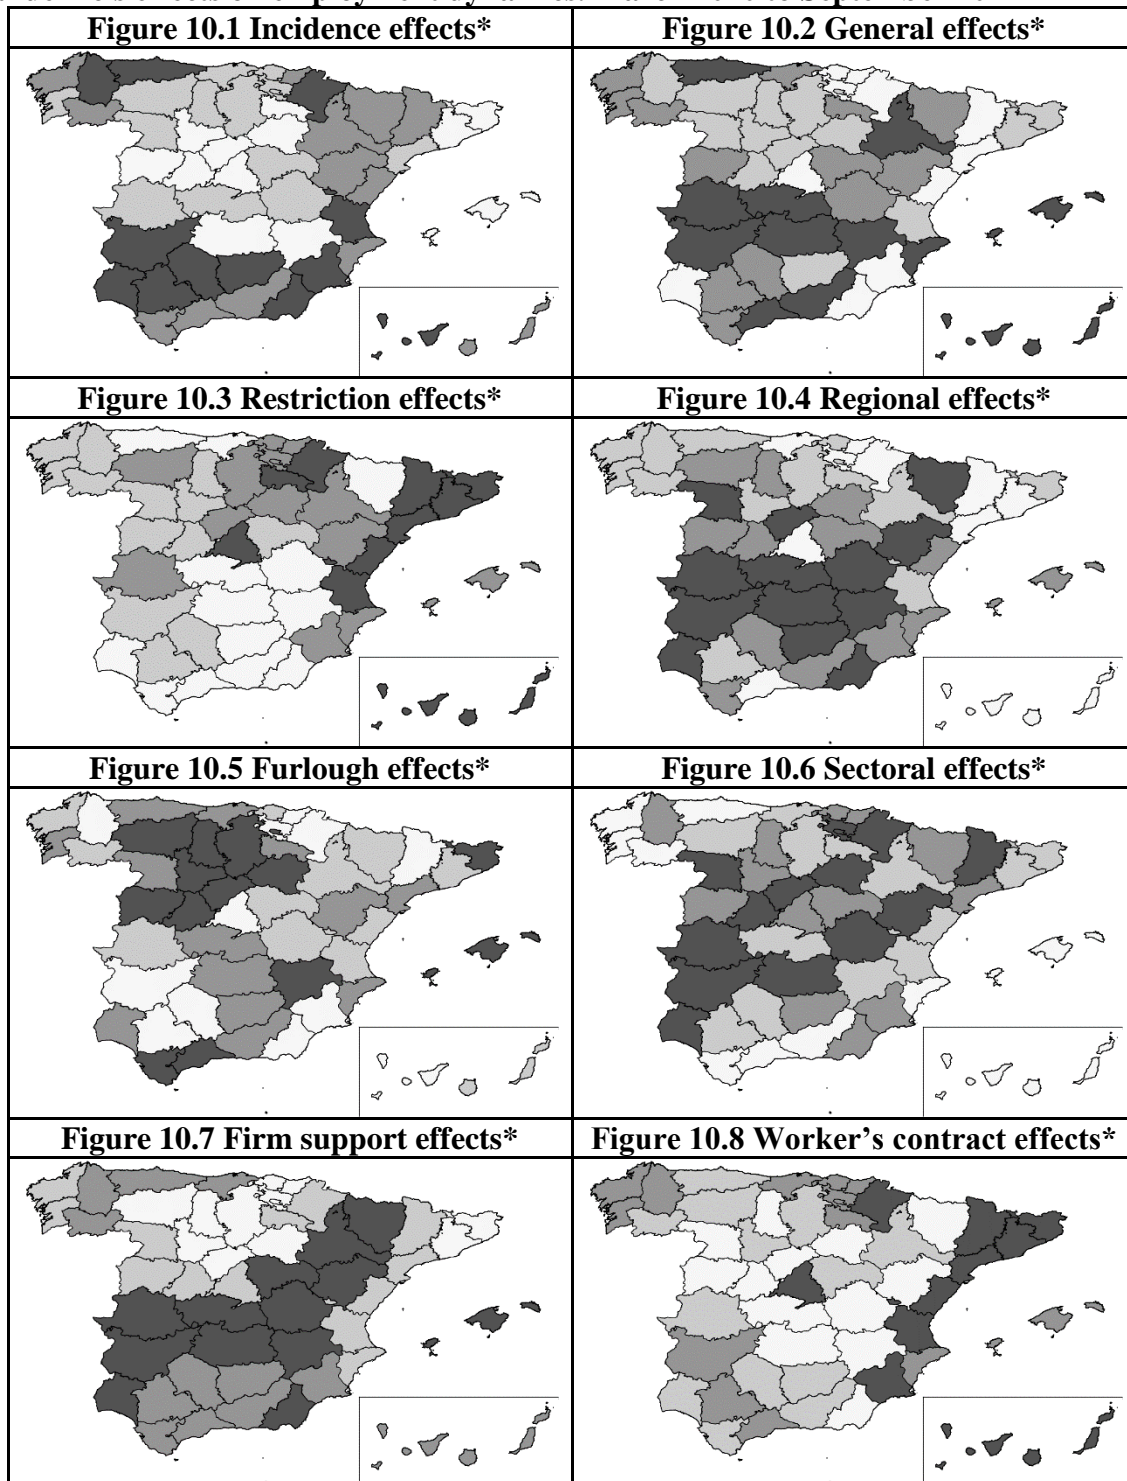 Figure 10.1 Incidence effects*
Figure 10.2 General effects*
Figure 10.3 Restriction effects*
Figure 10.4 Regional effects*
Figure 10.5 Furlough effects*
Figure 10.6 Sectoral effects*
Figure 10.7 Firm support effects*
Figure 10.8 Worker's contract effects*